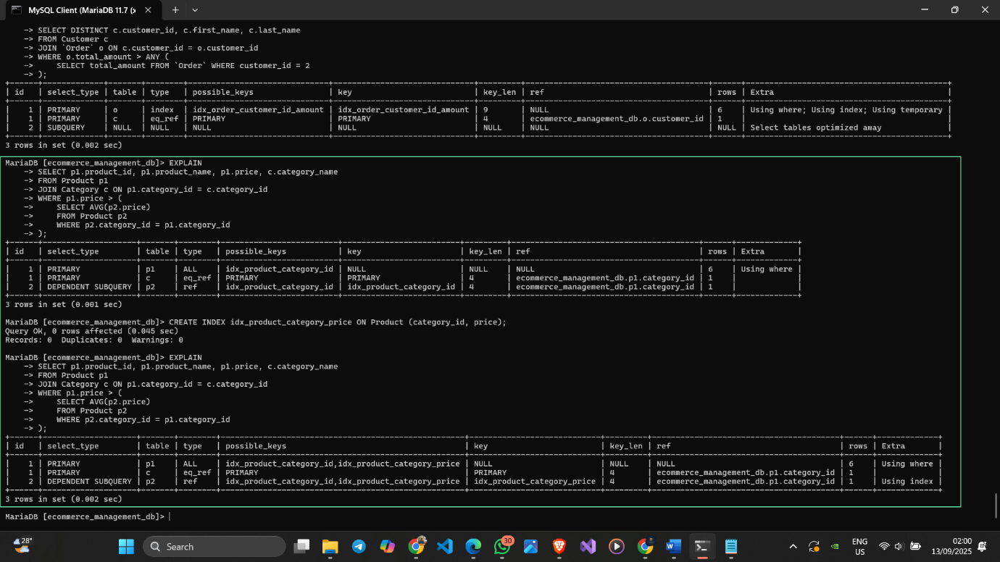 MySQL Client (MariaDB 11.7 (x
-> SELECT DISTINCT c.customer_id, c.first_name, c.last_name
-> FROM Customer c
-> JOIN `Order` o ON c.customer_id = o.customer_id
-> WHERE o.total_amount > ANY (
->     SELECT total_amount FROM `Order` WHERE customer_id = 2
-> );
| id | select_type | table | type | possible_keys | key | key_len | ref | rows | Extra |
| 1 | PRIMARY | o | index | idx_order_customer_id_amount | idx_order_customer_id_amount | 9 | NULL | 6 | Using where; Using index; Using temporary |
| 1 | PRIMARY | c | eq_ref | PRIMARY | PRIMARY | 4 | ecommerce_management_db.o.customer_id | 1 | |
| 2 | SUBQUERY | NULL | NULL | NULL | NULL | NULL | NULL | NULL | Select tables optimized away |
3 rows in set (0.002 sec)
MariaDB [ecommerce_management_db]> EXPLAIN
-> SELECT p1.product_id, p1.product_name, p1.price, c.category_name
-> FROM Product p1
-> JOIN Category c ON p1.category_id = c.category_id
-> WHERE p1.price > (
->     SELECT AVG(p2.price)
->     FROM Product p2
->     WHERE p2.category_id = p1.category_id
-> );
| id | select_type | table | type | possible_keys | key | key_len | ref | rows | Extra |
| 1 | PRIMARY | p1 | ALL | idx_product_category_id | NULL | NULL | NULL | 6 | Using where |
| 1 | PRIMARY | c | eq_ref | PRIMARY | PRIMARY | 4 | ecommerce_management_db.p1.category_id | 1 | |
| 2 | DEPENDENT SUBQUERY | p2 | ref | idx_product_category_id | idx_product_category_id | 4 | ecommerce_management_db.p1.category_id | 1 | |
3 rows in set (0.001 sec)
MariaDB [ecommerce_management_db]> CREATE INDEX idx_product_category_price ON Product (category_id, price);
Query OK, 0 rows affected (0.045 sec)
Records: 0  Duplicates: 0  Warnings: 0
MariaDB [ecommerce_management_db]> EXPLAIN
-> SELECT p1.product_id, p1.product_name, p1.price, c.category_name
-> FROM Product p1
-> JOIN Category c ON p1.category_id = c.category_id
-> WHERE p1.price > (
->     SELECT AVG(p2.price)
->     FROM Product p2
->     WHERE p2.category_id = p1.category_id
-> );
| id | select_type | table | type | possible_keys | key | key_len | ref | rows | Extra |
| 1 | PRIMARY | p1 | ALL | idx_product_category_id,idx_product_category_price | NULL | NULL | NULL | 6 | Using where |
| 1 | PRIMARY | c | eq_ref | PRIMARY | PRIMARY | 4 | ecommerce_management_db.p1.category_id | 1 | |
| 2 | DEPENDENT SUBQUERY | p2 | ref | idx_product_category_id,idx_product_category_price | idx_product_category_price | 4 | ecommerce_management_db.p1.category_id | 1 | Using index |
3 rows in set (0.002 sec)
MariaDB [ecommerce_management_db]>
28°
Search
30
ENG
US
02:00
13/09/2025